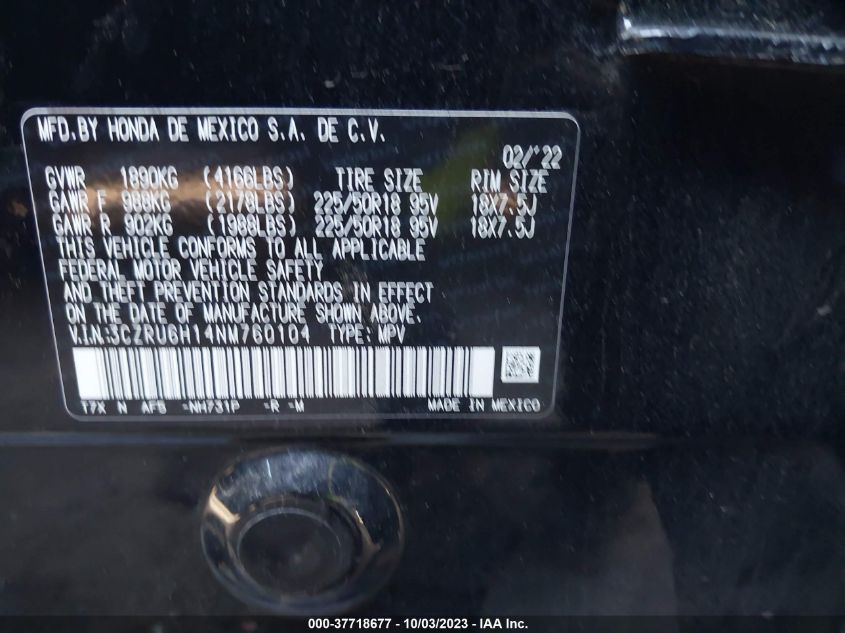 MFD.BY HONDA DE MEXICO S.A. DE C.V.
02/'22
GVWR 1890KG (4166LBS) TIRE SIZE RIM SIZE
GAWR F 988KG (2178LBS) 225/50R18 95V 18X7.5J
GAWR R 902KG (1988LBS) 225/50R18 95V 18X7.5J
THIS VEHICLE CONFORMS TO ALL APPLICABLE
FEDERAL MOTOR VEHICLE SAFETY
AND THEFT PREVENTION STANDARDS IN EFFECT
ON THE DATE OF MANUFACTURE SHOWN ABOVE.
V.I.N:3CZRU6H14NM760104 TYPE:MPV
T7X N AFB -NH731P -R -M MADE IN MEXICO
000-37718677 - 10/03/2023 - IAA Inc.